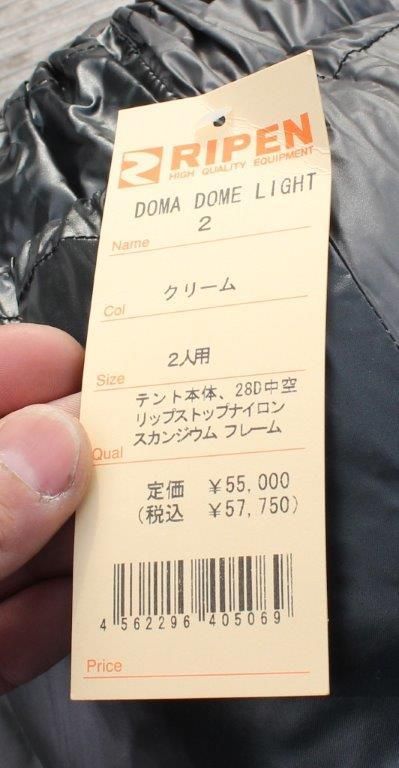 RIPEN
HIGH QUALITY EQUIPMENT
DOMA DOME LIGHT
2
Name
クリーム
Col
2人用
Size
テント本体、28D中空
リップストップナイロン
スカンジウム フレーム
Qual
定価 ￥55,000
(税込 ￥57,750)
4 562296 405069
Price